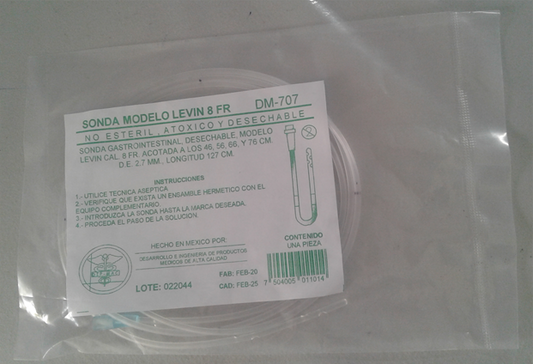 SONDA MODELO LEVIN 8 FR DM-707
NO ESTERIL, ATOXICO Y DESECHABLE
SONDA GASTROINTESTINAL, DESECHABLE, MODELO
LEVIN CAL. 8 FR. ACOTADA A LOS 46, 56, 66, Y 76 CM.
D.E. 2.7 MM., LONGITUD 127 CM.
INSTRUCCIONES
1.- UTILICE TECNICA ASEPTICA
2.- VERIFIQUE QUE EXISTA UN ENSAMBLE HERMETICO CON EL
EQUIPO COMPLEMENTARIO.
3.- INTRODUZCA LA SONDA HASTA LA MARCA DESEADA.
4.- PROCEDA EL PASO DE LA SOLUCION.
CONTENIDO
UNA PIEZA
HECHO EN MEXICO POR
DESARROLLO E INGENIERIA DE PRODUCTOS
MEDICOS DE ALTA CALIDAD
LOTE: 022044
FAB: FEB-20
CAD: FEB-25
7 504005 011014